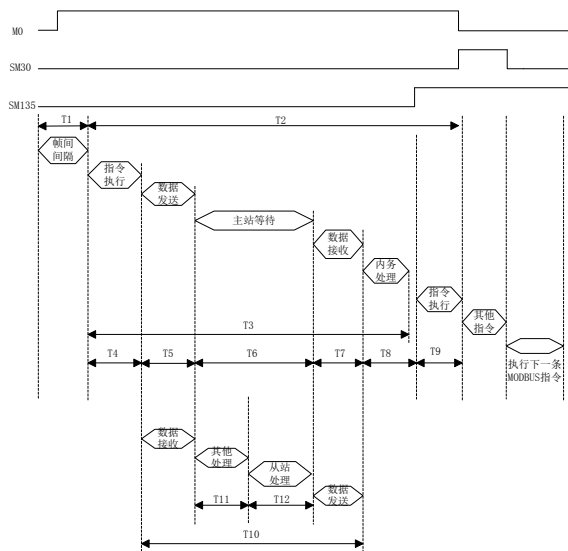 M0
SM30
SM135
T1
T2
帧间
间隔
指令
执行
数据
发送
主站等待
数据
接收
内务
处理
指令
执行
其他
指令
T3
T4
T5
T6
T7
T8
T9
执行下一条
MODBUS指令
数据
接收
其他
处理
从站
处理
数据
发送
T11
T12
T10